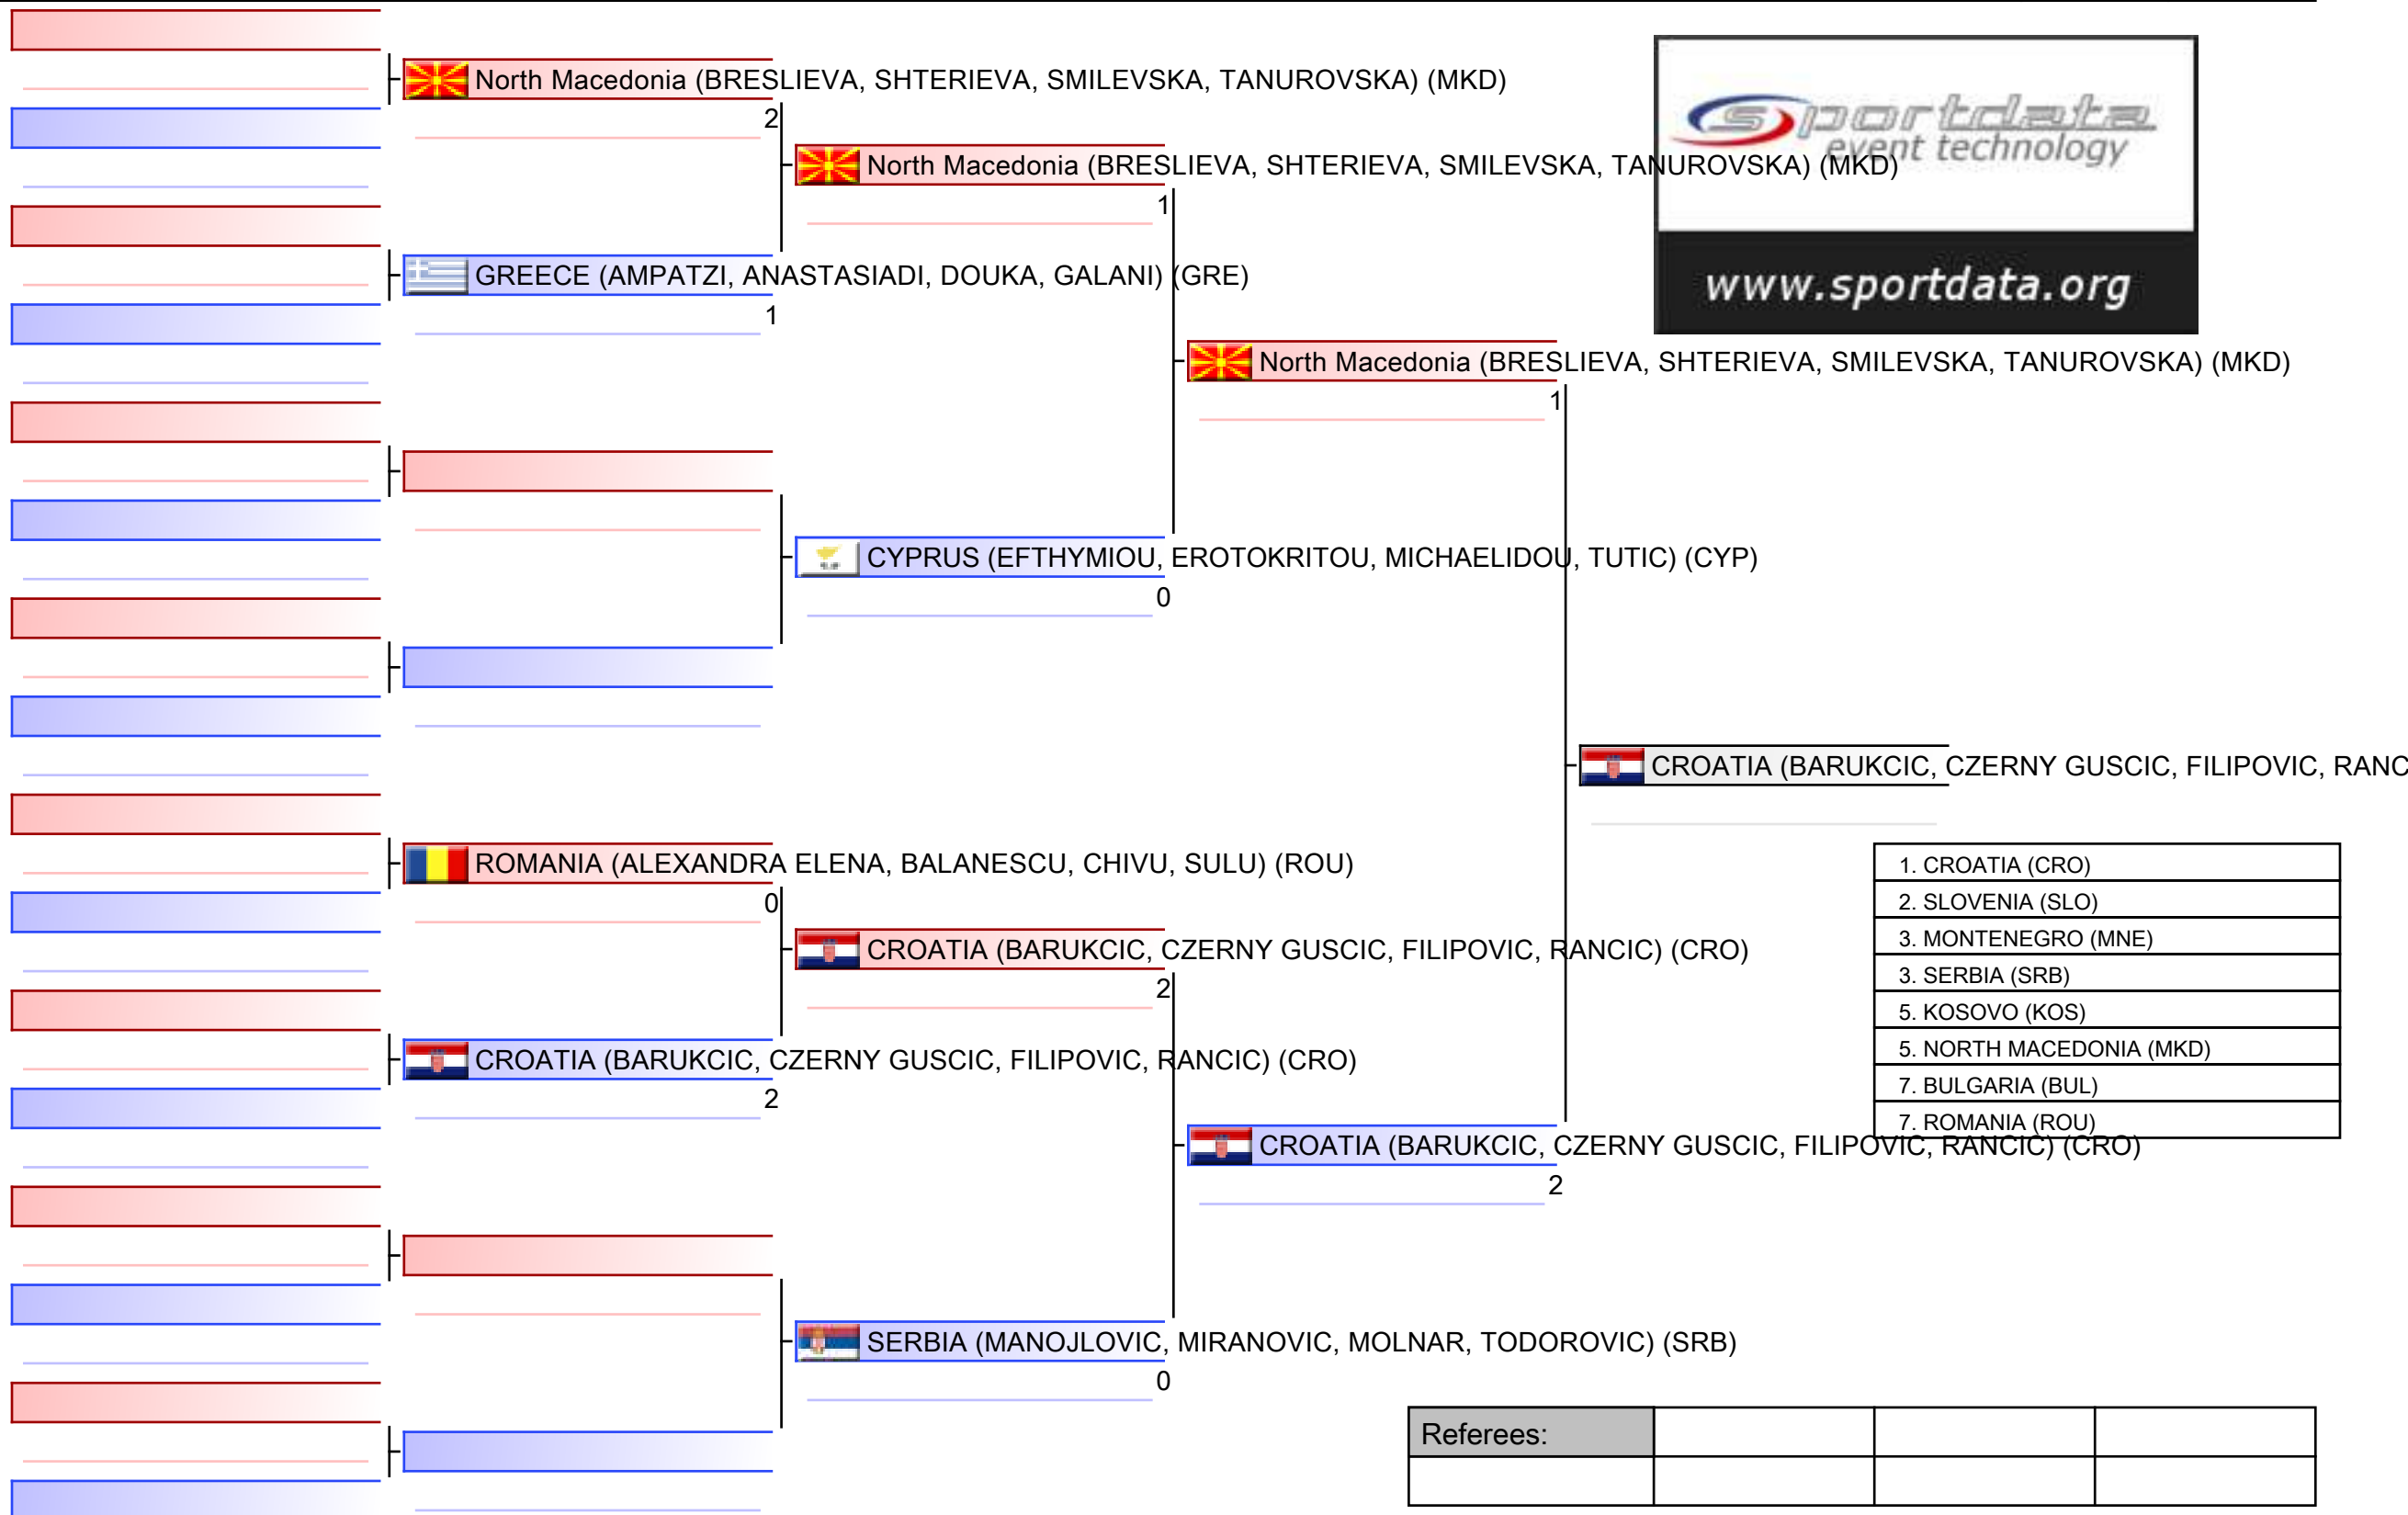 North Macedonia (BRESLIEVA, SHTERIEVA, SMILEVSKA, TANUROVSKA) (MKD)
2
sportdata
event technology
www.sportdata.org
North Macedonia (BRESLIEVA, SHTERIEVA, SMILEVSKA, TANUROVSKA) (MKD)
1
GREECE (AMPATZI, ANASTASIADI, DOUKA, GALANI) (GRE)
1
North Macedonia (BRESLIEVA, SHTERIEVA, SMILEVSKA, TANUROVSKA) (MKD)
1
CYPRUS (EFTHYMIOU, EROTOKRITOU, MICHAELIDOU, TUTIC) (CYP)
0
CROATIA (BARUKCIC, CZERNY GUSCIC, FILIPOVIC, RANC
ROMANIA (ALEXANDRA ELENA, BALANESCU, CHIVU, SULU) (ROU)
0
CROATIA (BARUKCIC, CZERNY GUSCIC, FILIPOVIC, RANCIC) (CRO)
2
CROATIA (BARUKCIC, CZERNY GUSCIC, FILIPOVIC, RANCIC) (CRO)
2
1. CROATIA (CRO)
2. SLOVENIA (SLO)
3. MONTENEGRO (MNE)
3. SERBIA (SRB)
5. KOSOVO (KOS)
5. NORTH MACEDONIA (MKD)
7. BULGARIA (BUL)
7. ROMANIA (ROU)
CROATIA (BARUKCIC, CZERNY GUSCIC, FILIPOVIC, RANCIC) (CRO)
2
SERBIA (MANOJLOVIC, MIRANOVIC, MOLNAR, TODOROVIC) (SRB)
0
Referees: